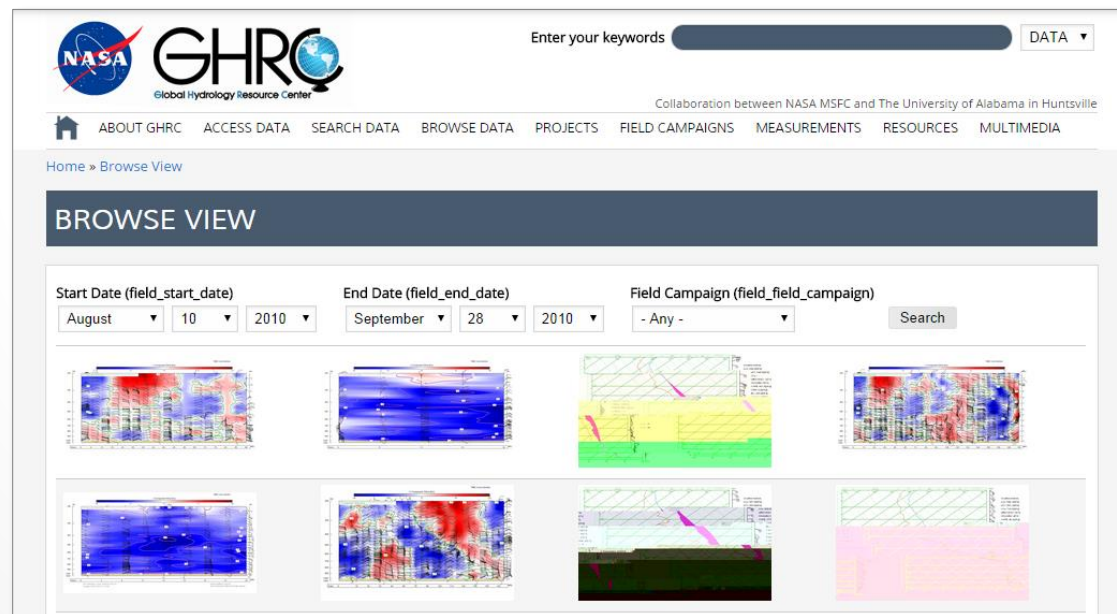 NASA
GHRC
Global Hydrology Resource Center
Enter your keywords
DATA
Collaboration between NASA MSFC and The University of Alabama in Huntsville
ABOUT GHRC ACCESS DATA SEARCH DATA BROWSE DATA PROJECTS FIELD CAMPAIGNS MEASUREMENTS RESOURCES MULTIMEDIA
Home » Browse View
BROWSE VIEW
Start Date (field_start_date) End Date (field_end_date) Field Campaign (field_field_campaign)
August 10 2010 September 28 2010 - Any - Search